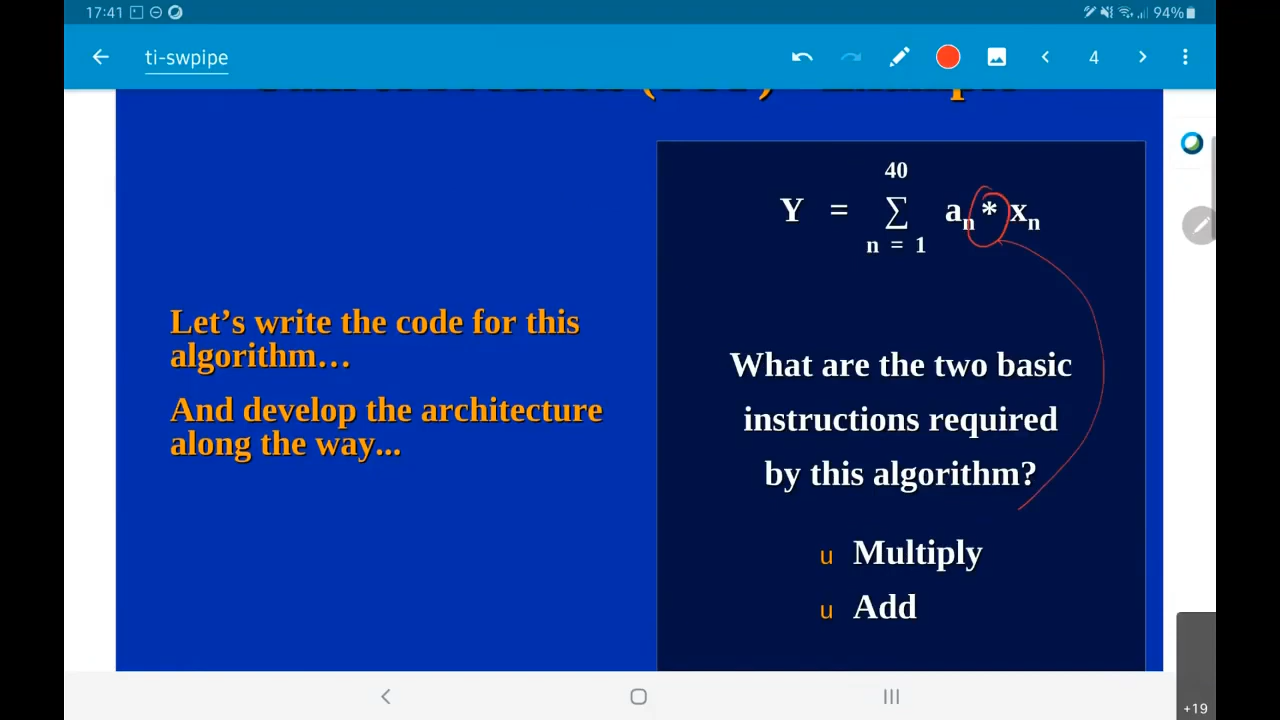 17:41
94%
ti-swpipe
4
40
Y = ∑ aₙ * xₙ
n = 1
Let’s write the code for this
algorithm…
And develop the architecture
along the way...
What are the two basic
instructions required
by this algorithm?
u Multiply
u Add
+19